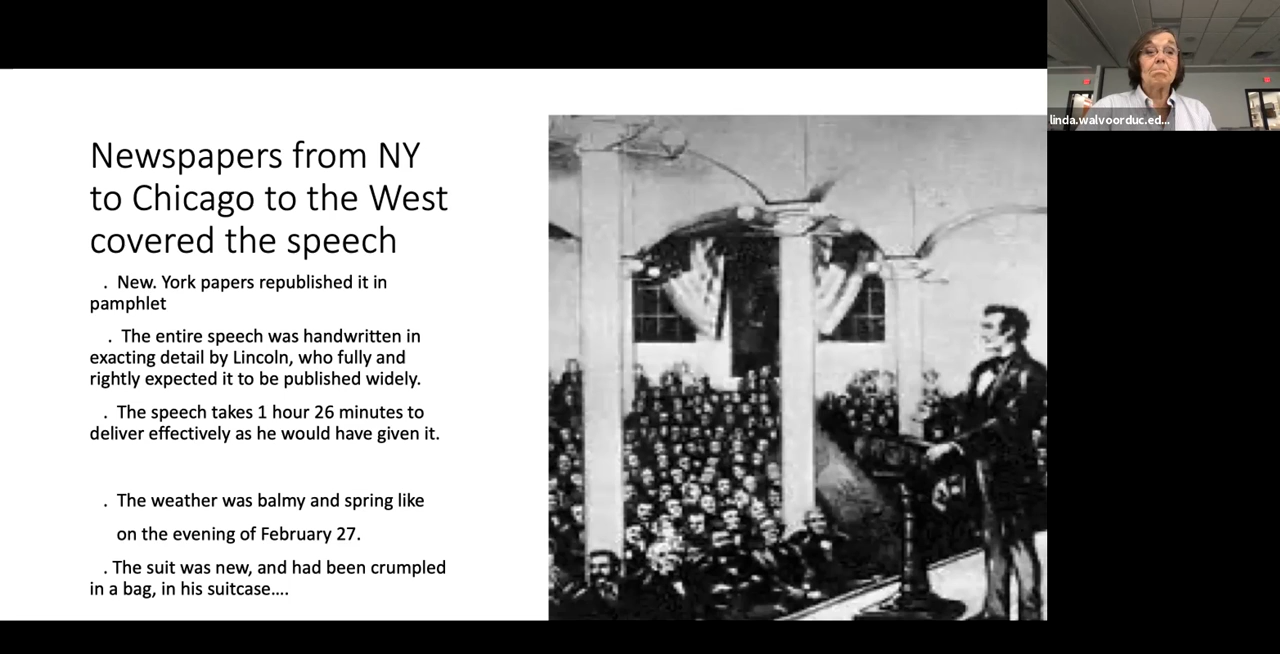 Newspapers from NY
to Chicago to the West
covered the speech
. New. York papers republished it in
pamphlet
. The entire speech was handwritten in
exacting detail by Lincoln, who fully and
rightly expected it to be published widely.
. The speech takes 1 hour 26 minutes to
deliver effectively as he would have given it.
. The weather was balmy and spring like
on the evening of February 27.
. The suit was new, and had been crumpled
in a bag, in his suitcase....
linda.walvoorduc.ed...